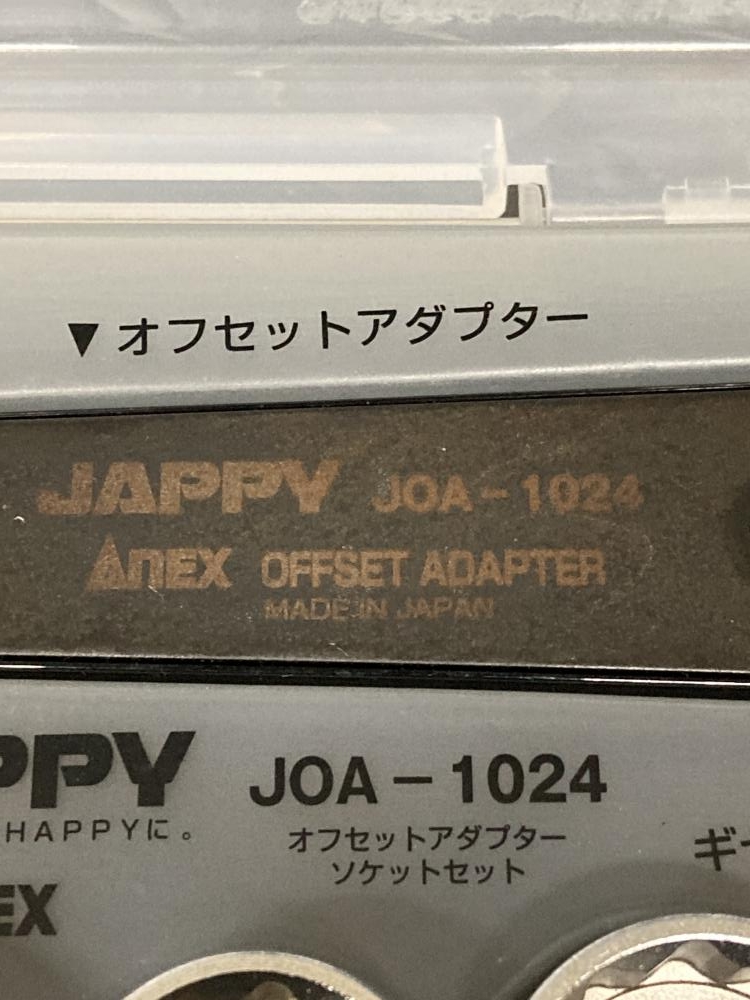 ▼オフセットアダプター
JAPPY JOA-1024
ANEX OFFSET ADAPTER
MADE IN JAPAN
PPY JOA-1024
HAPPYに。
オフセットアダプター
ソケットセット
ギ
EX